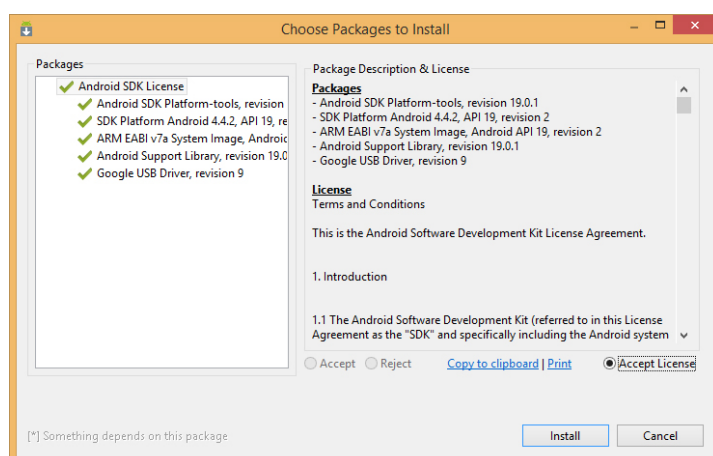 Choose Packages to Install
Packages
Android SDK License
Android SDK Platform-tools, revision
SDK Platform Android 4.4.2, API 19, re
ARM EABI v7a System Image, Android
Android Support Library, revision 19.0
Google USB Driver, revision 9
Package Description & License
Packages
- Android SDK Platform-tools, revision 19.0.1
- SDK Platform Android 4.4.2, API 19, revision 2
- ARM EABI v7a System Image, Android API 19, revision 2
- Android Support Library, revision 19.0.1
- Google USB Driver, revision 9
License
Terms and Conditions
This is the Android Software Development Kit License Agreement.
1. Introduction
1.1 The Android Software Development Kit (referred to in this License
Agreement as the "SDK" and specifically including the Android system
Accept Reject Copy to clipboard | Print Accept License
[*] Something depends on this package
Install Cancel